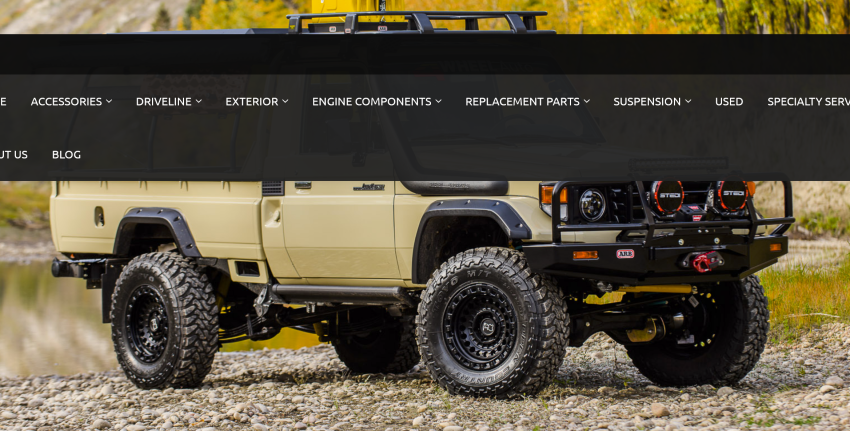 E ACCESSORIES DRIVELINE EXTERIOR ENGINE COMPONENTS REPLACEMENT PARTS SUSPENSION USED SPECIALTY SERV
UT US BLOG
STEDI STEDI
ARB